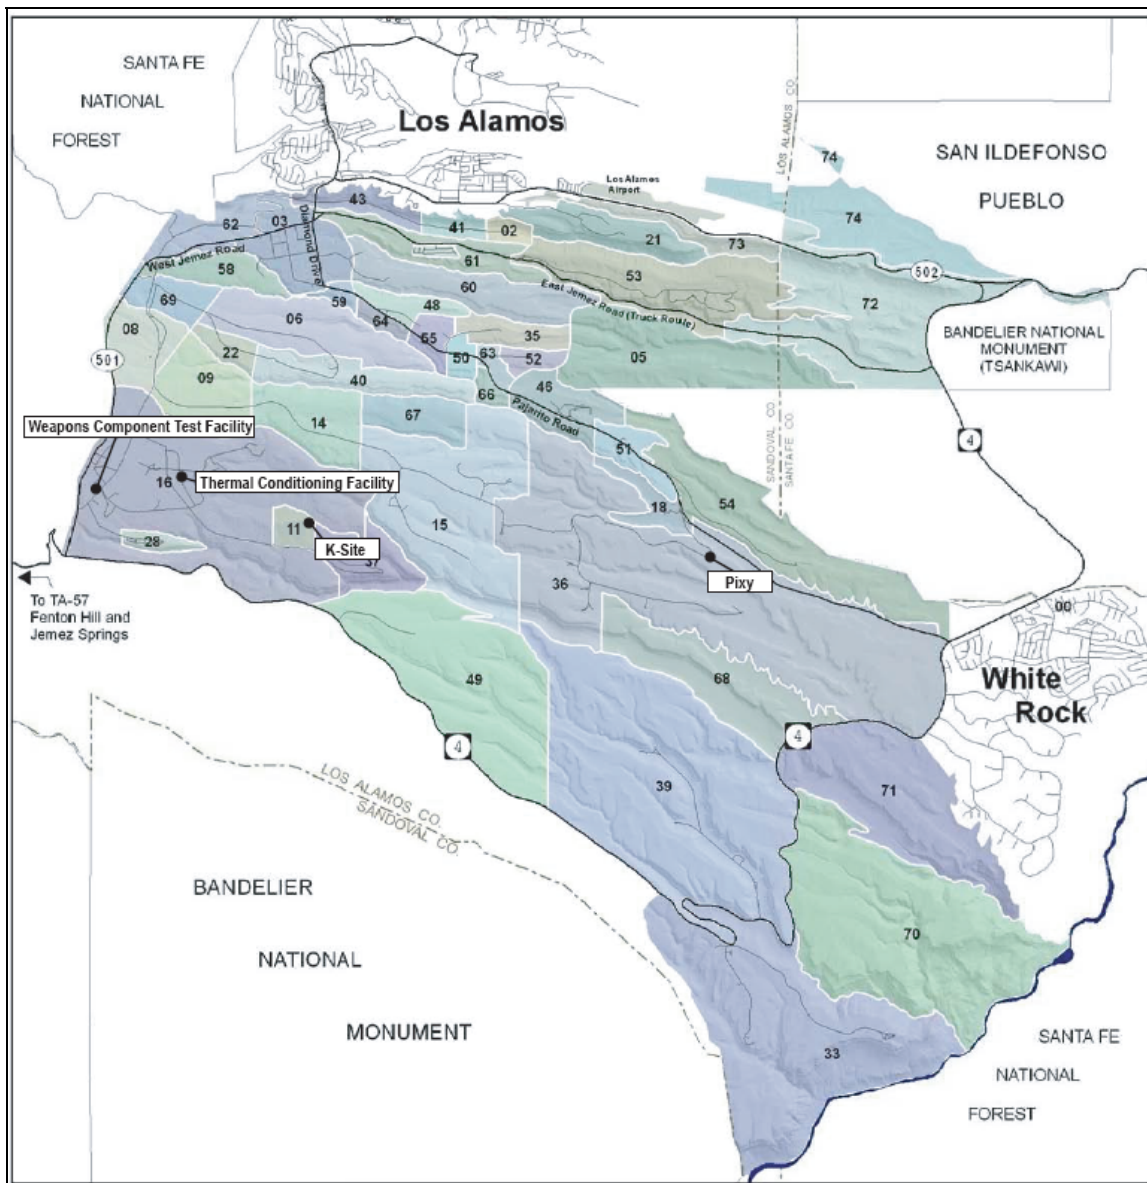 SANTA FE
NATIONAL
FOREST
Los Alamos
LOS ALAMOS CO.
74
SAN ILDEFONSO
PUEBLO
Los Alamos
Airport
43
74
62
03
41
02
21
73
Diamond Drive
West Jemez Road
58
61
53
502
60
72
69
59
48
East Jemez Road (Truck Route)
08
06
64
55
35
BANDELIER NATIONAL
MONUMENT
(TSANKAWI)
501
22
50
63
52
05
09
40
66
46
67
Pajarito Road
14
SANDOVAL CO.
SANTA FE CO.
Weapons Component Test Facility
51
4
16
Thermal Conditioning Facility
18
54
11
15
28
K-Site
37
36
Pixy
To TA-57
Fenton Hill and
Jemez Springs
00
49
68
White
Rock
4
4
39
71
LOS ALAMOS CO.
SANDOVAL CO.
BANDELIER
NATIONAL
MONUMENT
70
33
SANTA FE
NATIONAL
FOREST